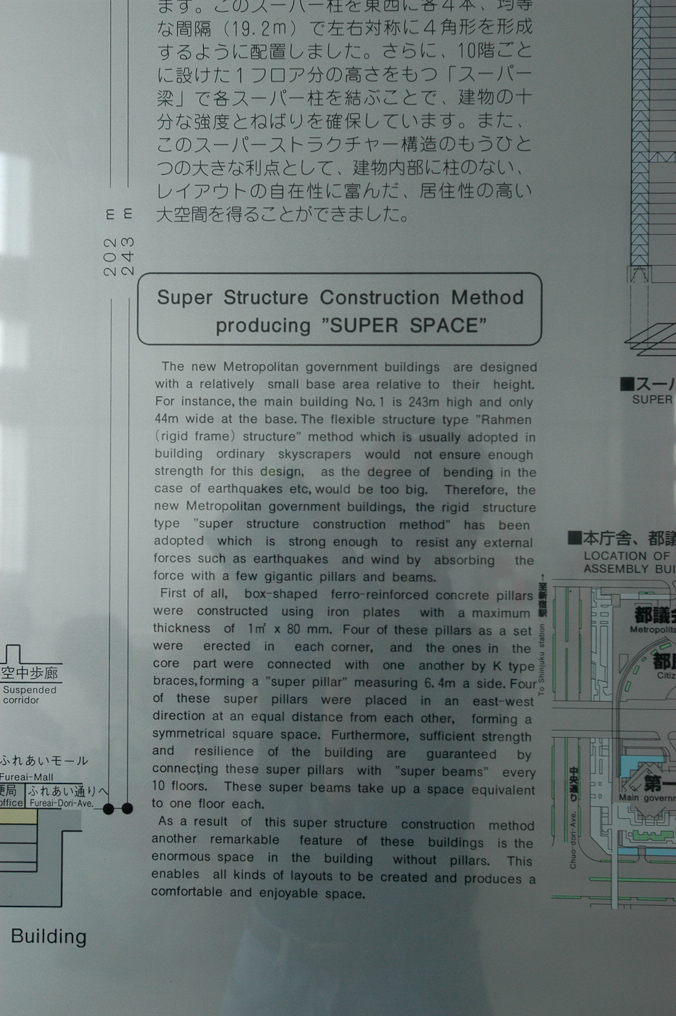 ます。このスーパー柱を東西に各４本、均等
な間隔（19.2ｍ）で左右対称に４角形を形成
するように配置しました。さらに、10階ごと
に設けた１フロア分の高さをもつ「スーパー
梁」で各スーパー柱を結ぶことで、建物の十
分な強度とねばりを確保しています。また、
このスーパーストラクチャー構造のもうひと
つの大きな利点として、建物内部に柱のない、
レイアウトの自在性に富んだ、居住性の高い
大空間を得ることができました。
202 m
243 m
Super Structure Construction Method
producing "SUPER SPACE"
The new Metropolitan government buildings are designed
with a relatively small base area relative to their height.
For instance, the main building No. 1 is 243m high and only
44m wide at the base. The flexible structure type "Rahmen
(rigid frame) structure" method which is usually adopted in
building ordinary skyscrapers would not ensure enough
strength for this design, as the degree of bending in the
case of earthquakes etc, would be too big. Therefore, the
new Metropolitan government buildings, the rigid structure
type "super structure construction method" has been
adopted which is strong enough to resist any external
forces such as earthquakes and wind by absorbing the
force with a few gigantic pillars and beams.
First of all, box-shaped ferro-reinforced concrete pillars
were constructed using iron plates with a maximum
thickness of 1㎡ x 80 mm. Four of these pillars as a set
were erected in each corner, and the ones in the
core part were connected with one another by K type
braces, forming a "super pillar" measuring 6.4m a side. Four
of these super pillars were placed in an east-west
direction at an equal distance from each other, forming a
symmetrical square space. Furthermore, sufficient strength
and resilience of the building are guaranteed by
connecting these super pillars with "super beams" every
10 floors. These super beams take up a space equivalent
to one floor each.
As a result of this super structure construction method
another remarkable feature of these buildings is the
enormous space in the building without pillars. This
enables all kinds of layouts to be created and produces a
comfortable and enjoyable space.
空中歩廊
Suspended
corridor
ふれあいモール
Fureai-Mall
便局
office
ふれあい通りへ
Fureai-Dori-Ave.
Building
■スーパ
SUPER
■本庁舎、都議
LOCATION OF
ASSEMBLY BUI
↑至新宿駅
To Shinjuku station
都議会
Metropolita
都民
Citiz
第一
Main governm
中央通り
Chuo-dori-Ave.